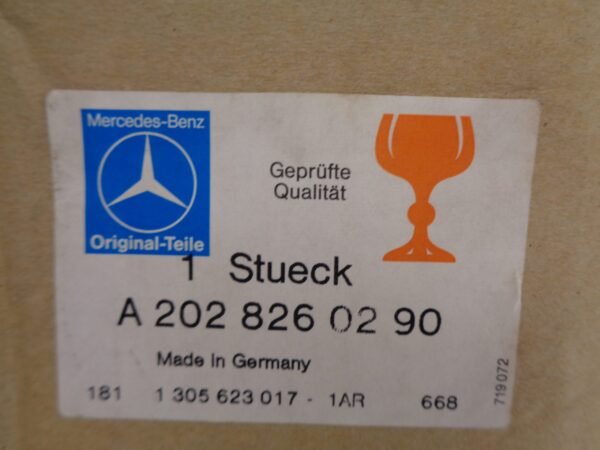 Mercedes-Benz
Original-Teile
Geprüfte
Qualität
1 Stueck
A 202 826 02 90
Made in Germany
181 1 305 623 017 - 1AR 668
719 072